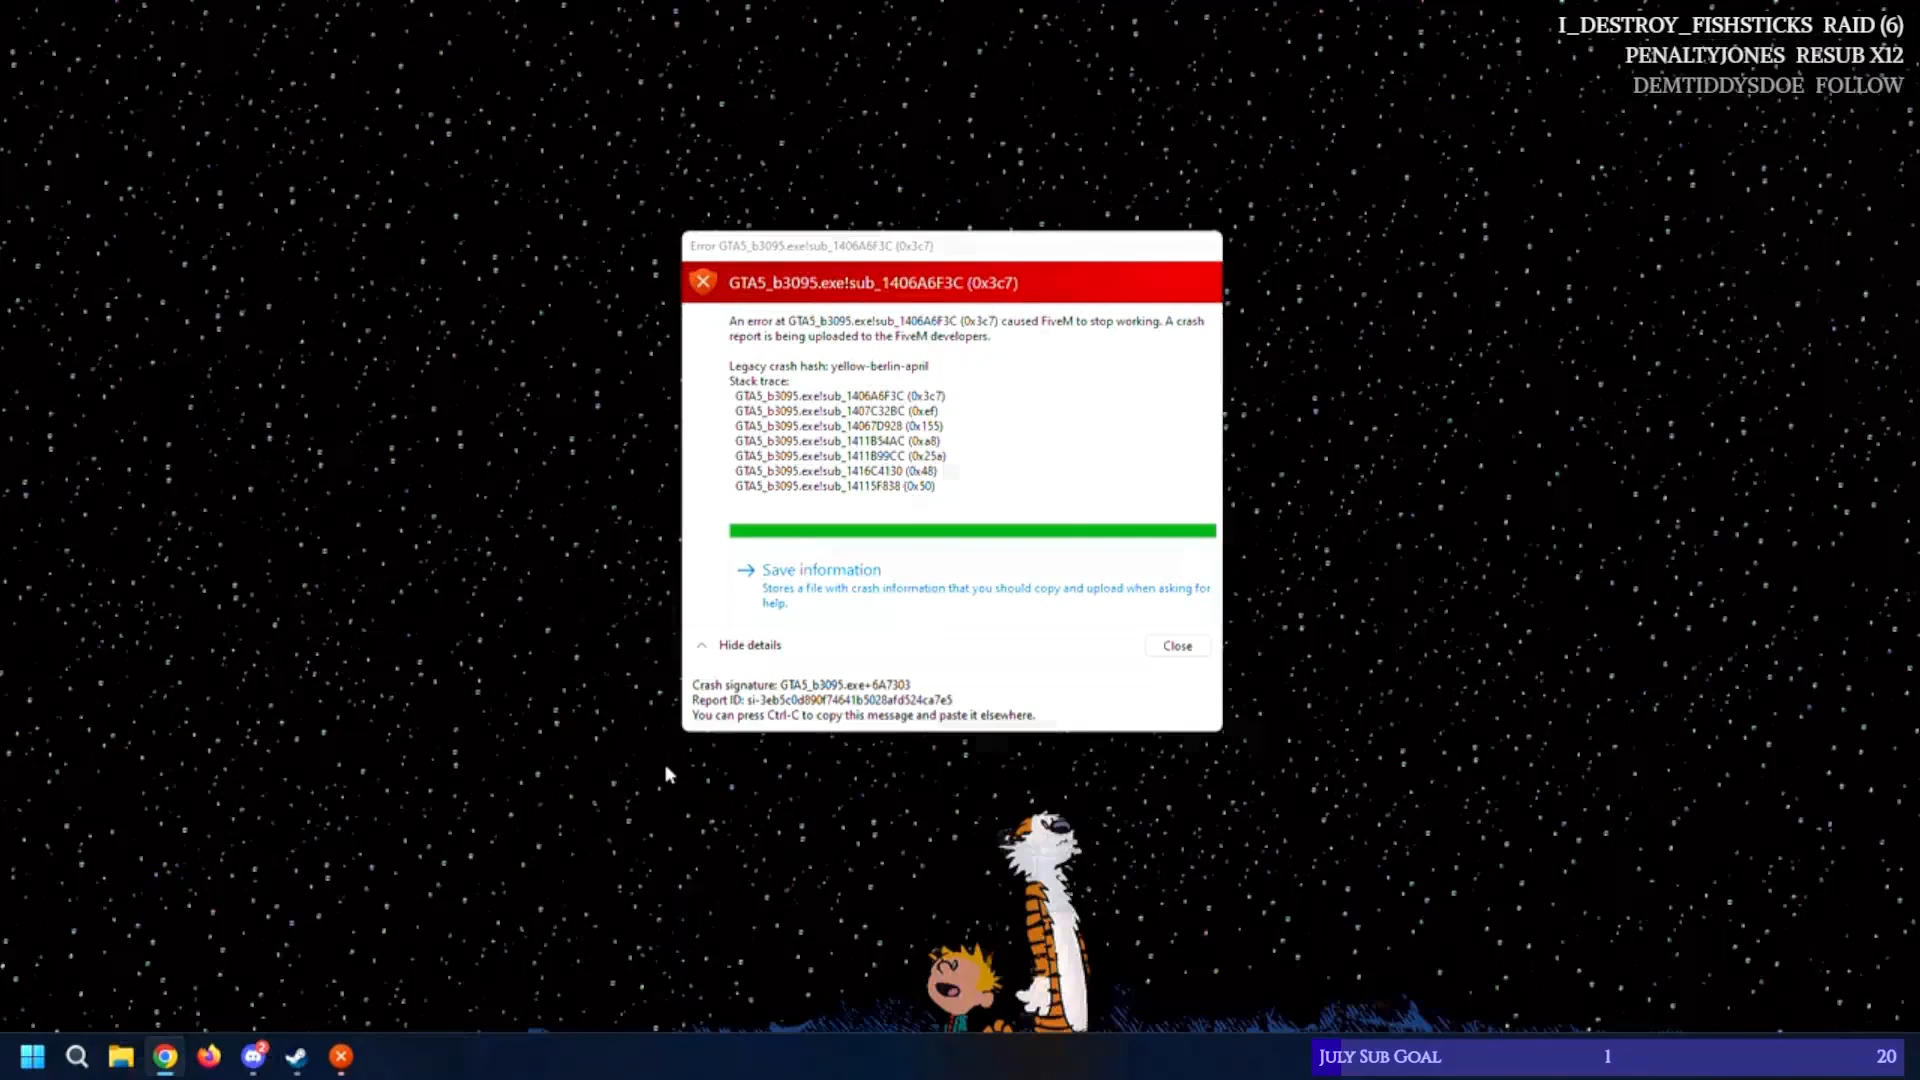 I_DESTROY_FISHSTICKS RAID (6)
PENALTYJONES RESUB X12
DEMTIDDYSDOE FOLLOW
Error GTA5_b3095.exe!sub_1406A6F3C (0x3c7)
GTA5_b3095.exe!sub_1406A6F3C (0x3c7)
An error at GTA5_b3095.exe!sub_1406A6F3C (0x3c7) caused FiveM to stop working. A crash
report is being uploaded to the FiveM developers.
Legacy crash hash: yellow-berlin-april
Stack trace:
GTA5_b3095.exe!sub_1406A6F3C (0x3c7)
GTA5_b3095.exe!sub_1407C32BC (0xef)
GTA5_b3095.exe!sub_14067D928 (0x155)
GTA5_b3095.exe!sub_1411B54AC (0xa8)
GTA5_b3095.exe!sub_1411B99CC (0x25a)
GTA5_b3095.exe!sub_1416C4130 (0x48)
GTA5_b3095.exe!sub_14115F838 (0x50)
Save information
Stores a file with crash information that you should copy and upload when asking for
help.
Hide details
Close
Crash signature: GTA5_b3095.exe+6A7303
Report ID: si-3eb5c0d890f74641b5028afd524ca7e5
You can press Ctrl-C to copy this message and paste it elsewhere.
2
July Sub Goal 1 20